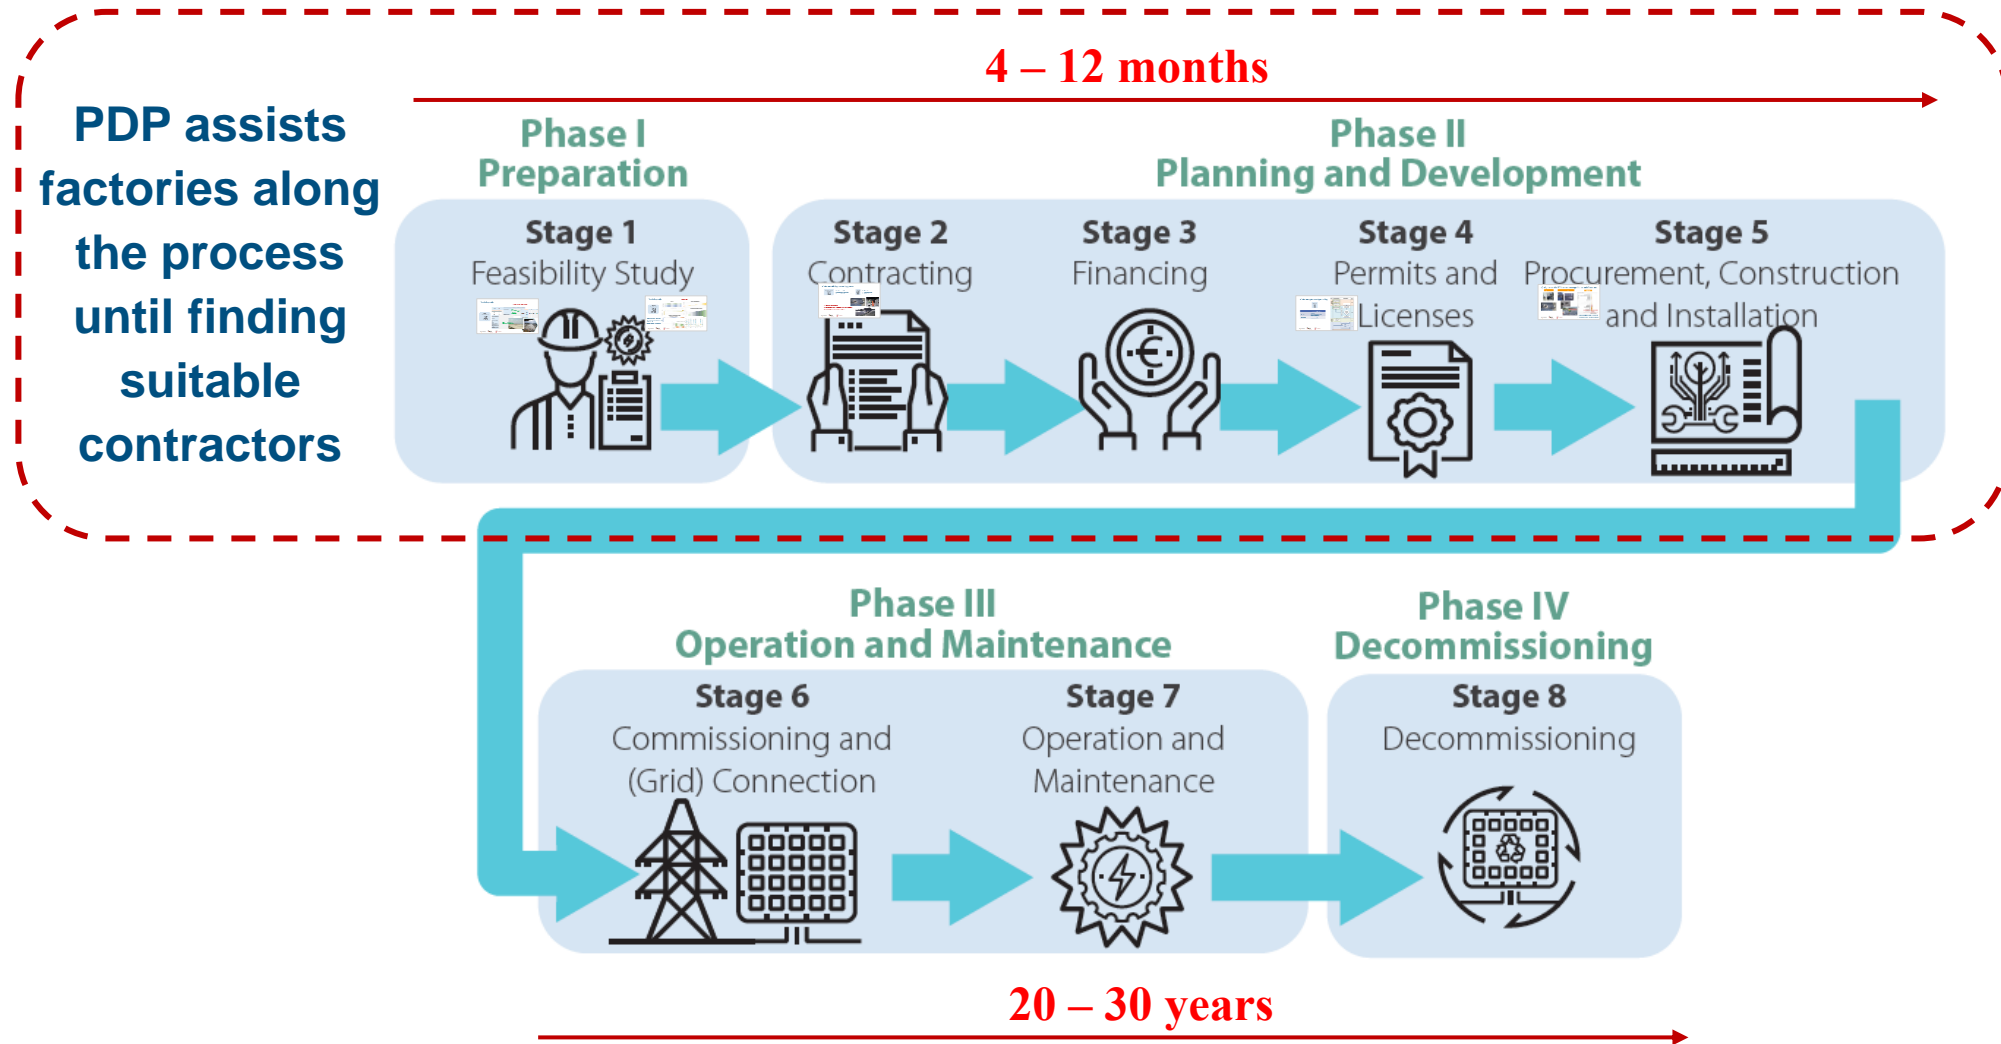 4 – 12 months
PDP assists
factories along
the process
until finding
suitable
contractors
Phase I
Preparation
Phase II
Planning and Development
Stage 1
Feasibility Study
Stage 2
Contracting
Stage 3
Financing
Stage 4
Permits and
Licenses
Stage 5
Procurement, Construction
and Installation
Phase III
Operation and Maintenance
Phase IV
Decommissioning
Stage 6
Commissioning and
(Grid) Connection
Stage 7
Operation and
Maintenance
Stage 8
Decommissioning
20 – 30 years